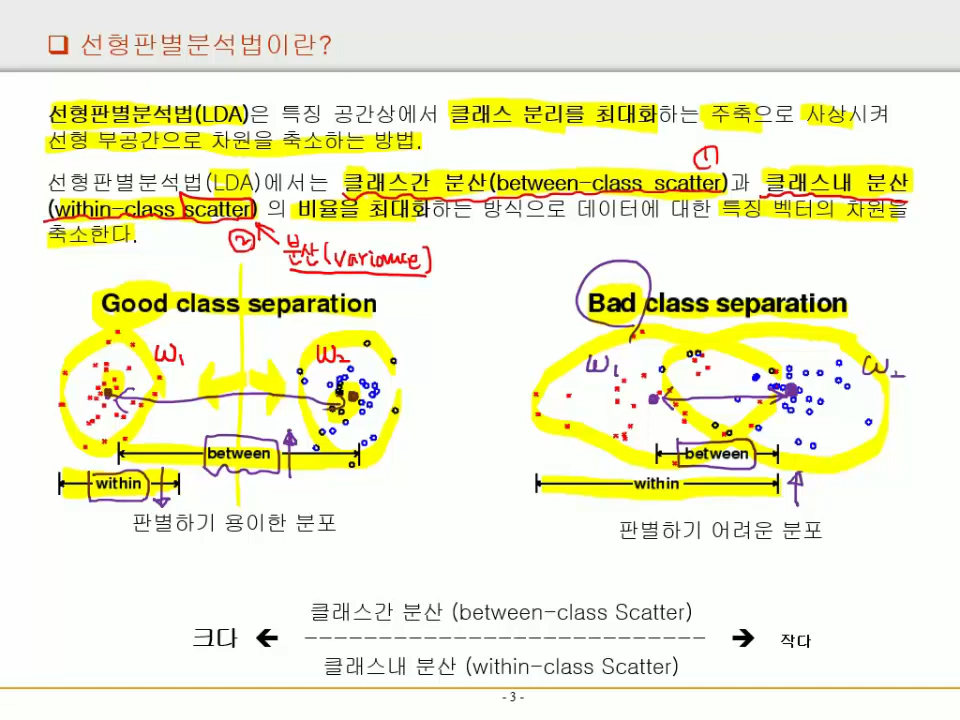 선형판별분석법이란?
선형판별분석법(LDA)은 특징 공간상에서 클래스 분리를 최대화하는 주축으로 사상시켜
선형 부공간으로 차원을 축소하는 방법.
①
선형판별분석법(LDA)에서는 클래스간 분산(between-class scatter)과 클래스내 분산
(within-class scatter) 의 비율을 최대화하는 방식으로 데이터에 대한 특징 벡터의 차원을
축소한다.
② 분산(variance)
Good class separation
Bad class separation
ω₁ ω₂
ω₁ ω₂
between
within
between
within
판별하기 용이한 분포
판별하기 어려운 분포
클래스간 분산 (between-class Scatter)
크다 🡸 ---------------------------- 🡺 작다
클래스내 분산 (within-class Scatter)
- 3 -